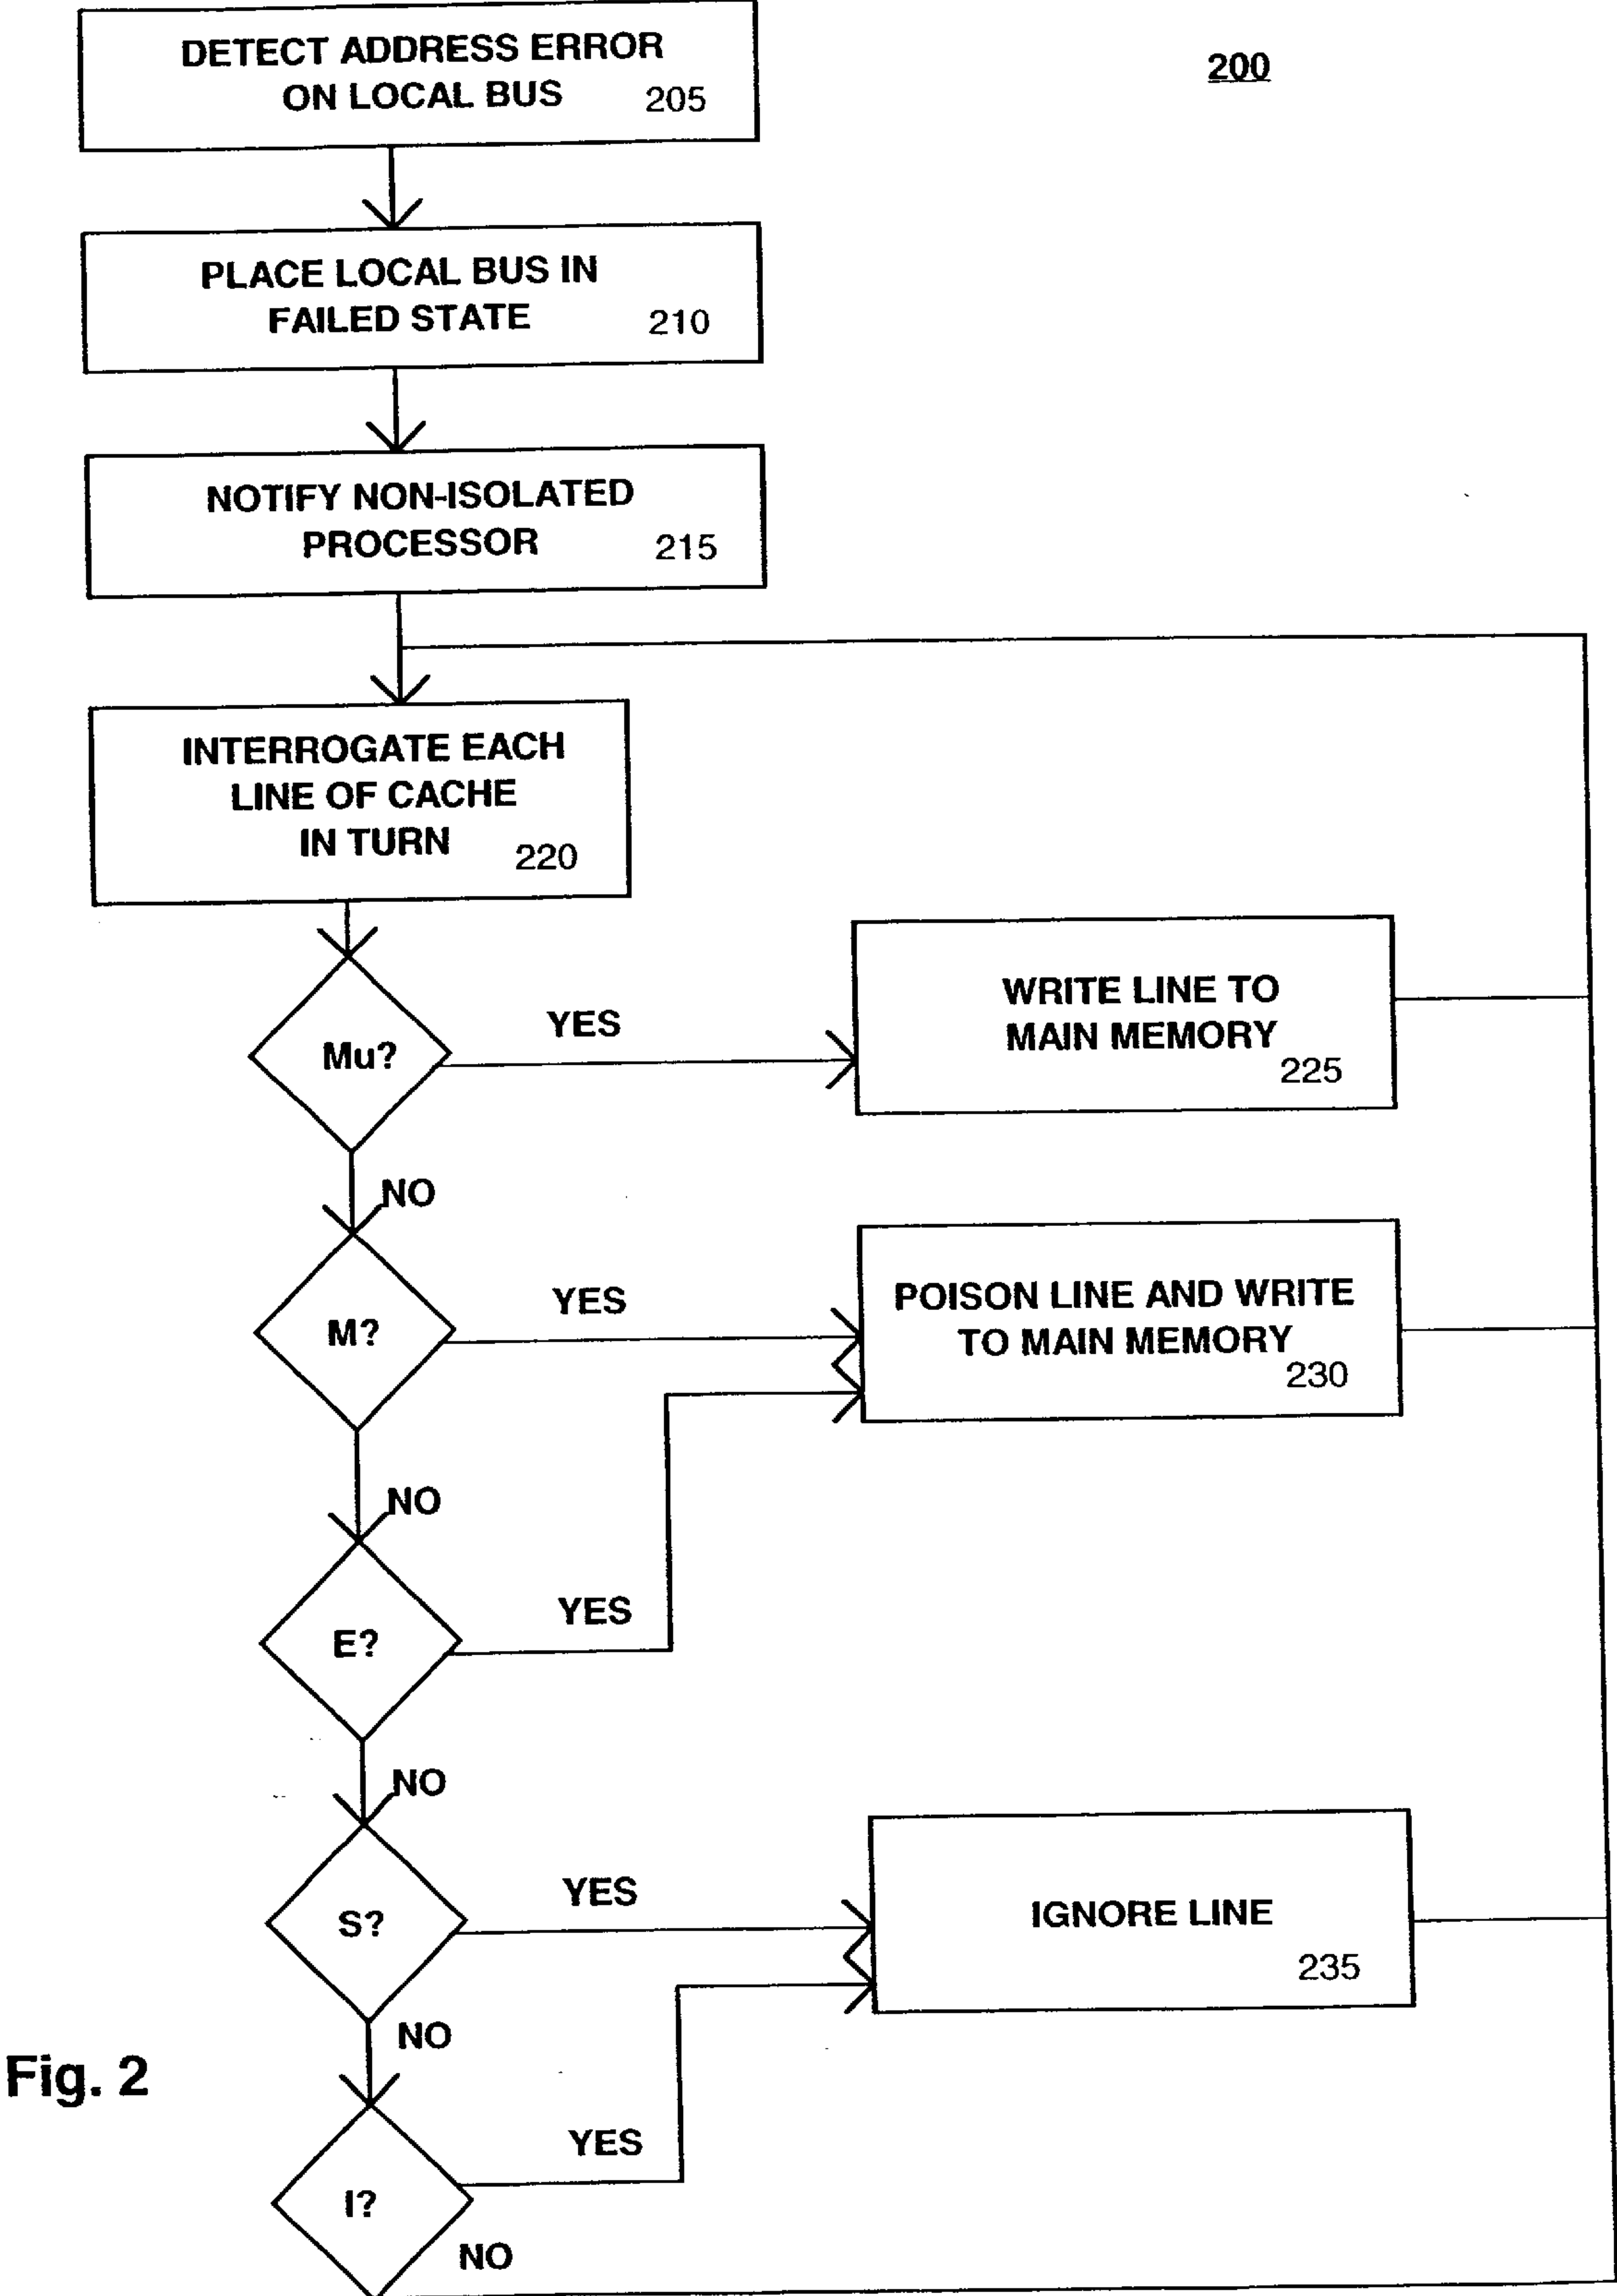 DETECT ADDRESS ERROR
ON LOCAL BUS 205
200
PLACE LOCAL BUS IN
FAILED STATE 210
NOTIFY NON-ISOLATED
PROCESSOR 215
INTERROGATE EACH
LINE OF CACHE
IN TURN 220
Mu?
YES
WRITE LINE TO
MAIN MEMORY
225
NO
M?
YES
POISON LINE AND WRITE
TO MAIN MEMORY
230
NO
E?
YES
NO
S?
YES
IGNORE LINE
235
NO
Fig. 2
I?
YES
NO